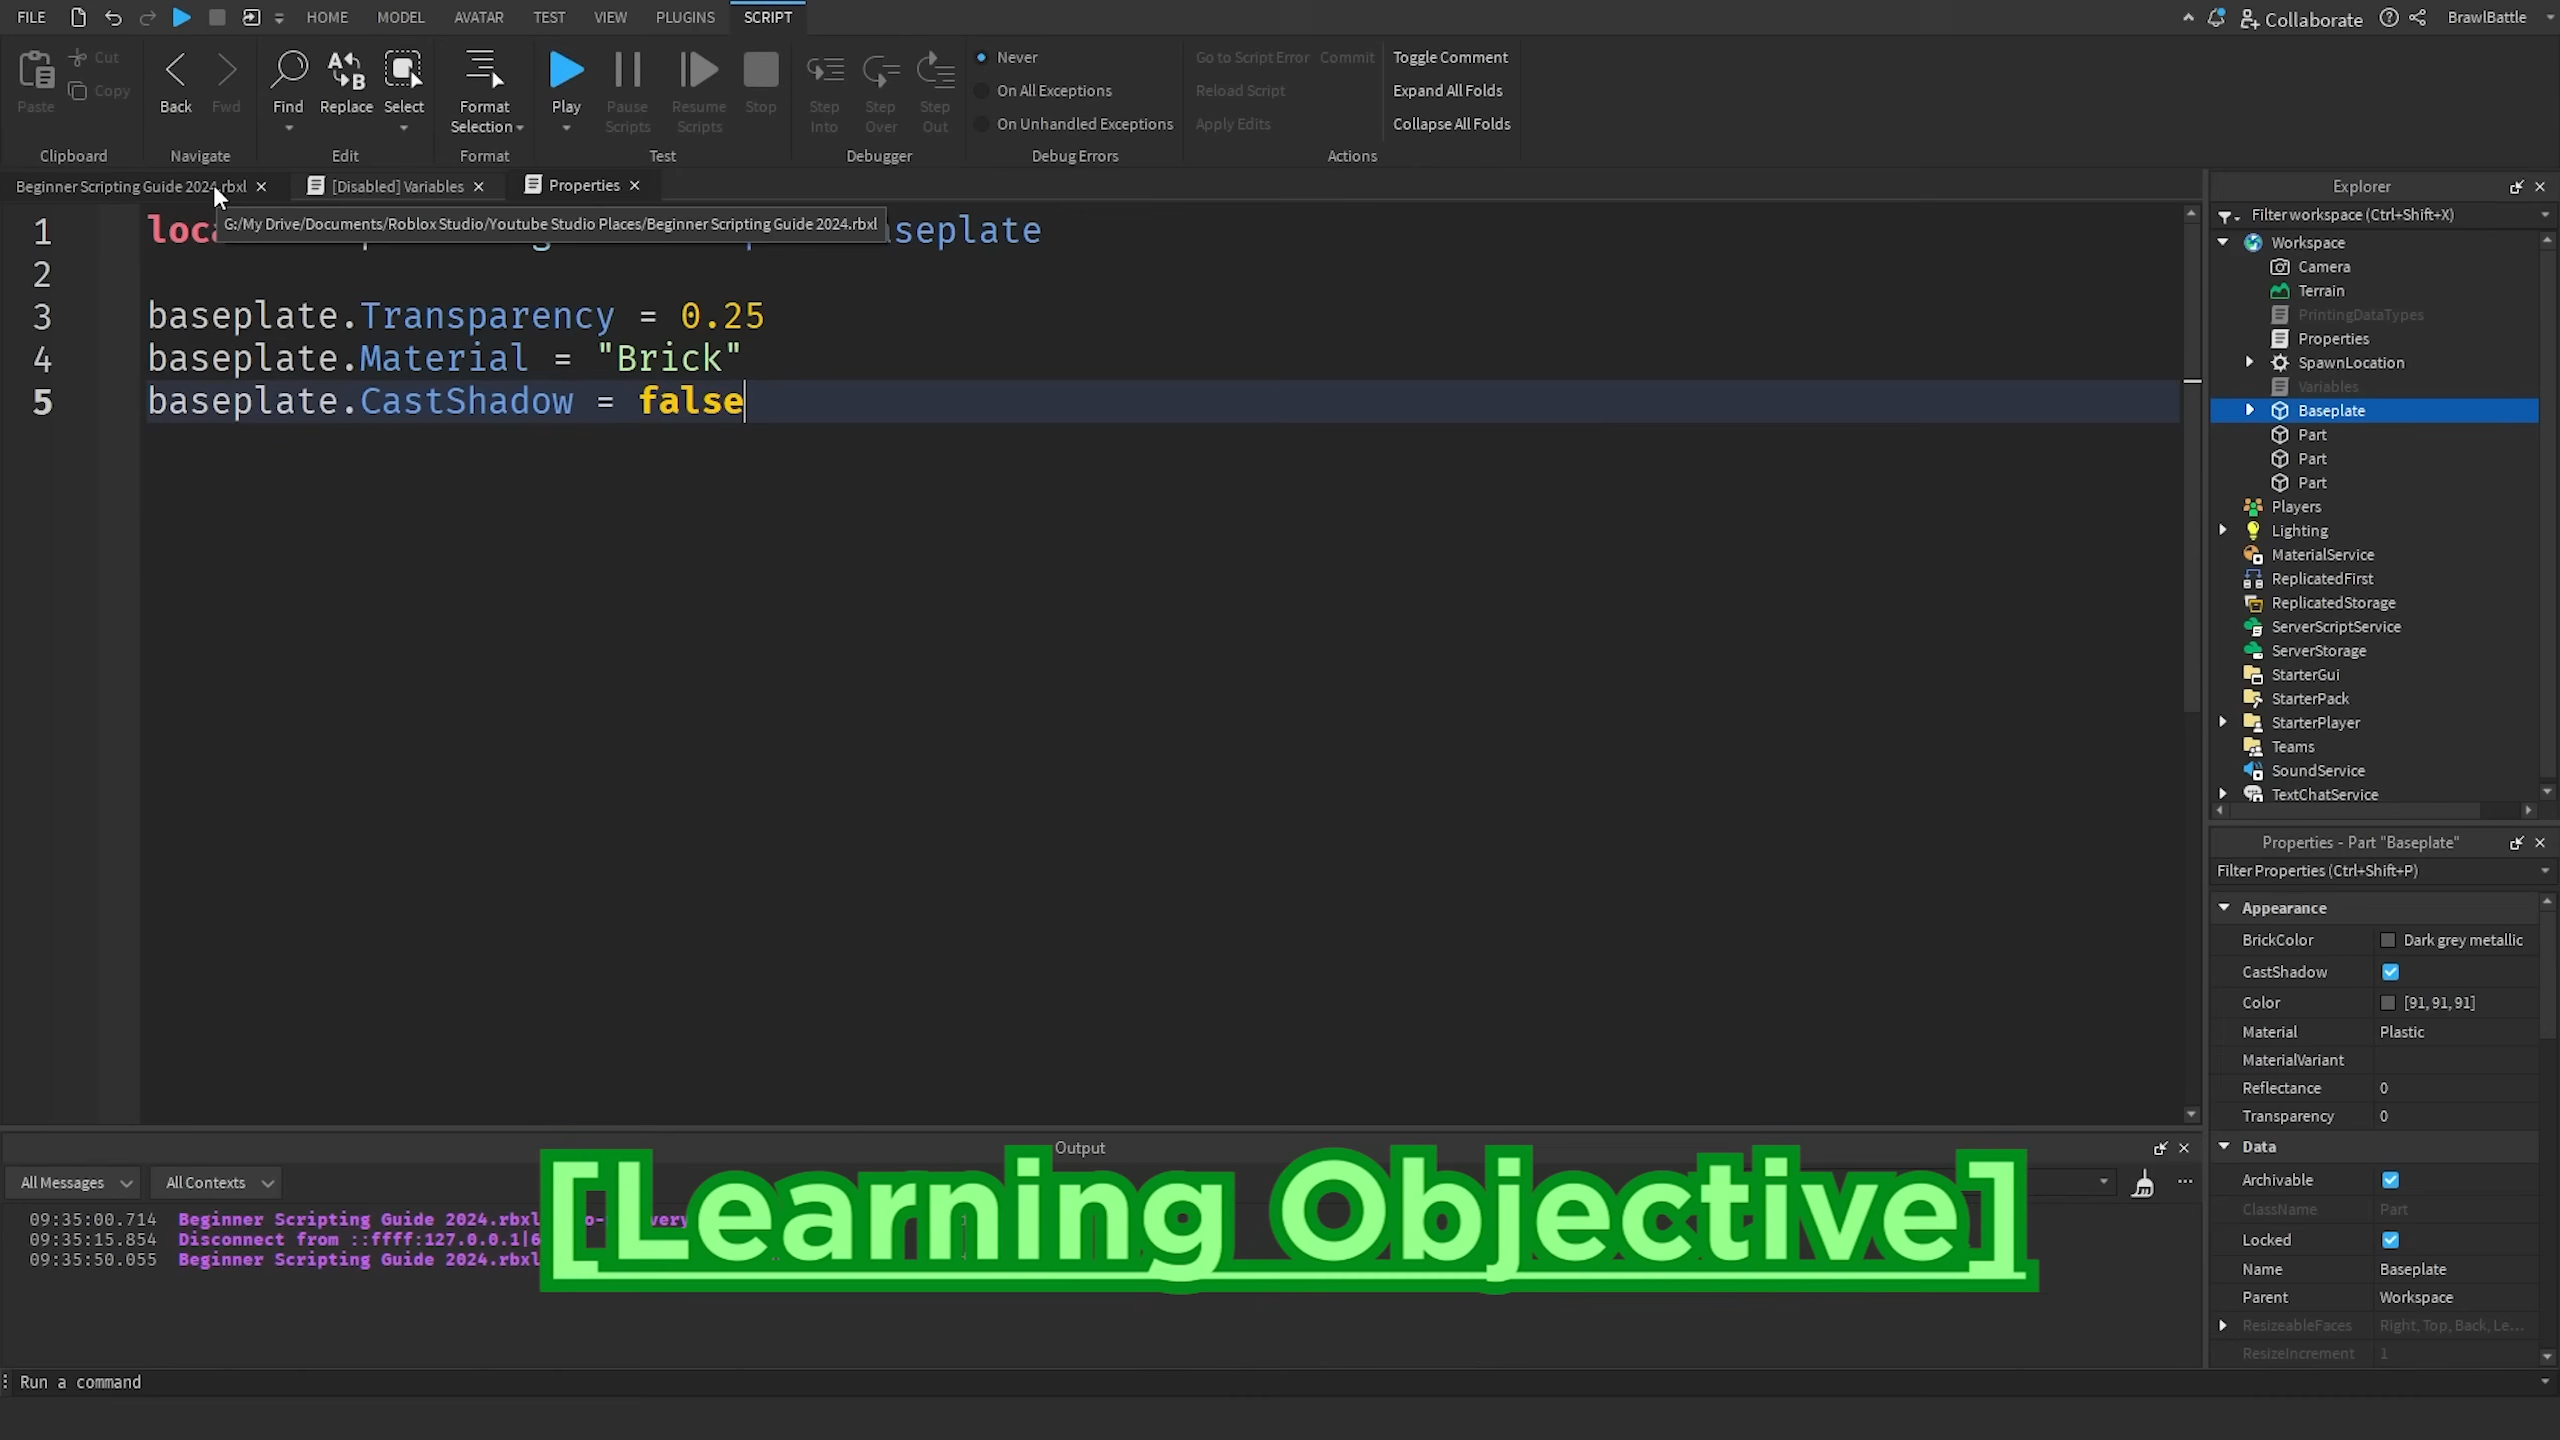 FILE HOME MODEL AVATAR TEST VIEW PLUGINS SCRIPT Collaborate BrawlBattle
Paste Cut Copy
Back Fwd
Find Replace Select
Format Selection
Play Pause Scripts Resume Scripts Stop
Step Into Step Over Step Out
Never
On All Exceptions
On Unhandled Exceptions
Go to Script Error Commit
Reload Script
Apply Edits
Toggle Comment
Expand All Folds
Collapse All Folds
Clipboard Navigate Edit Format Test Debugger Debug Errors Actions
Beginner Scripting Guide 2024.rbxl [Disabled] Variables Properties
G:/My Drive/Documents/Roblox Studio/Youtube Studio Places/Beginner Scripting Guide 2024.rbxl
1
2
3 baseplate.Transparency = 0.25
4 baseplate.Material = "Brick"
5 baseplate.CastShadow = false
Explorer
Filter workspace (Ctrl+Shift+X)
Workspace
Camera
Terrain
PrintingDataTypes
Properties
SpawnLocation
Variables
Baseplate
Part
Part
Part
Players
Lighting
MaterialService
ReplicatedFirst
ReplicatedStorage
ServerScriptService
ServerStorage
StarterGui
StarterPack
StarterPlayer
Teams
SoundService
TextChatService
Properties - Part "Baseplate"
Filter Properties (Ctrl+Shift+P)
Appearance
BrickColor Dark grey metallic
CastShadow
Color [91, 91, 91]
Material Plastic
MaterialVariant
Reflectance 0
Transparency 0
Data
Archivable
ClassName Part
Locked
Name Baseplate
Parent Workspace
ResizeableFaces Right, Top, Back, Le...
ResizeIncrement 1
Output
All Messages All Contexts
09:35:00.714 Beginner Scripting Guide 2024.rbxl
09:35:15.854 Disconnect from ::ffff:127.0.0.1|6
09:35:50.055 Beginner Scripting Guide 2024.rbxl
[Learning Objective]
Run a command